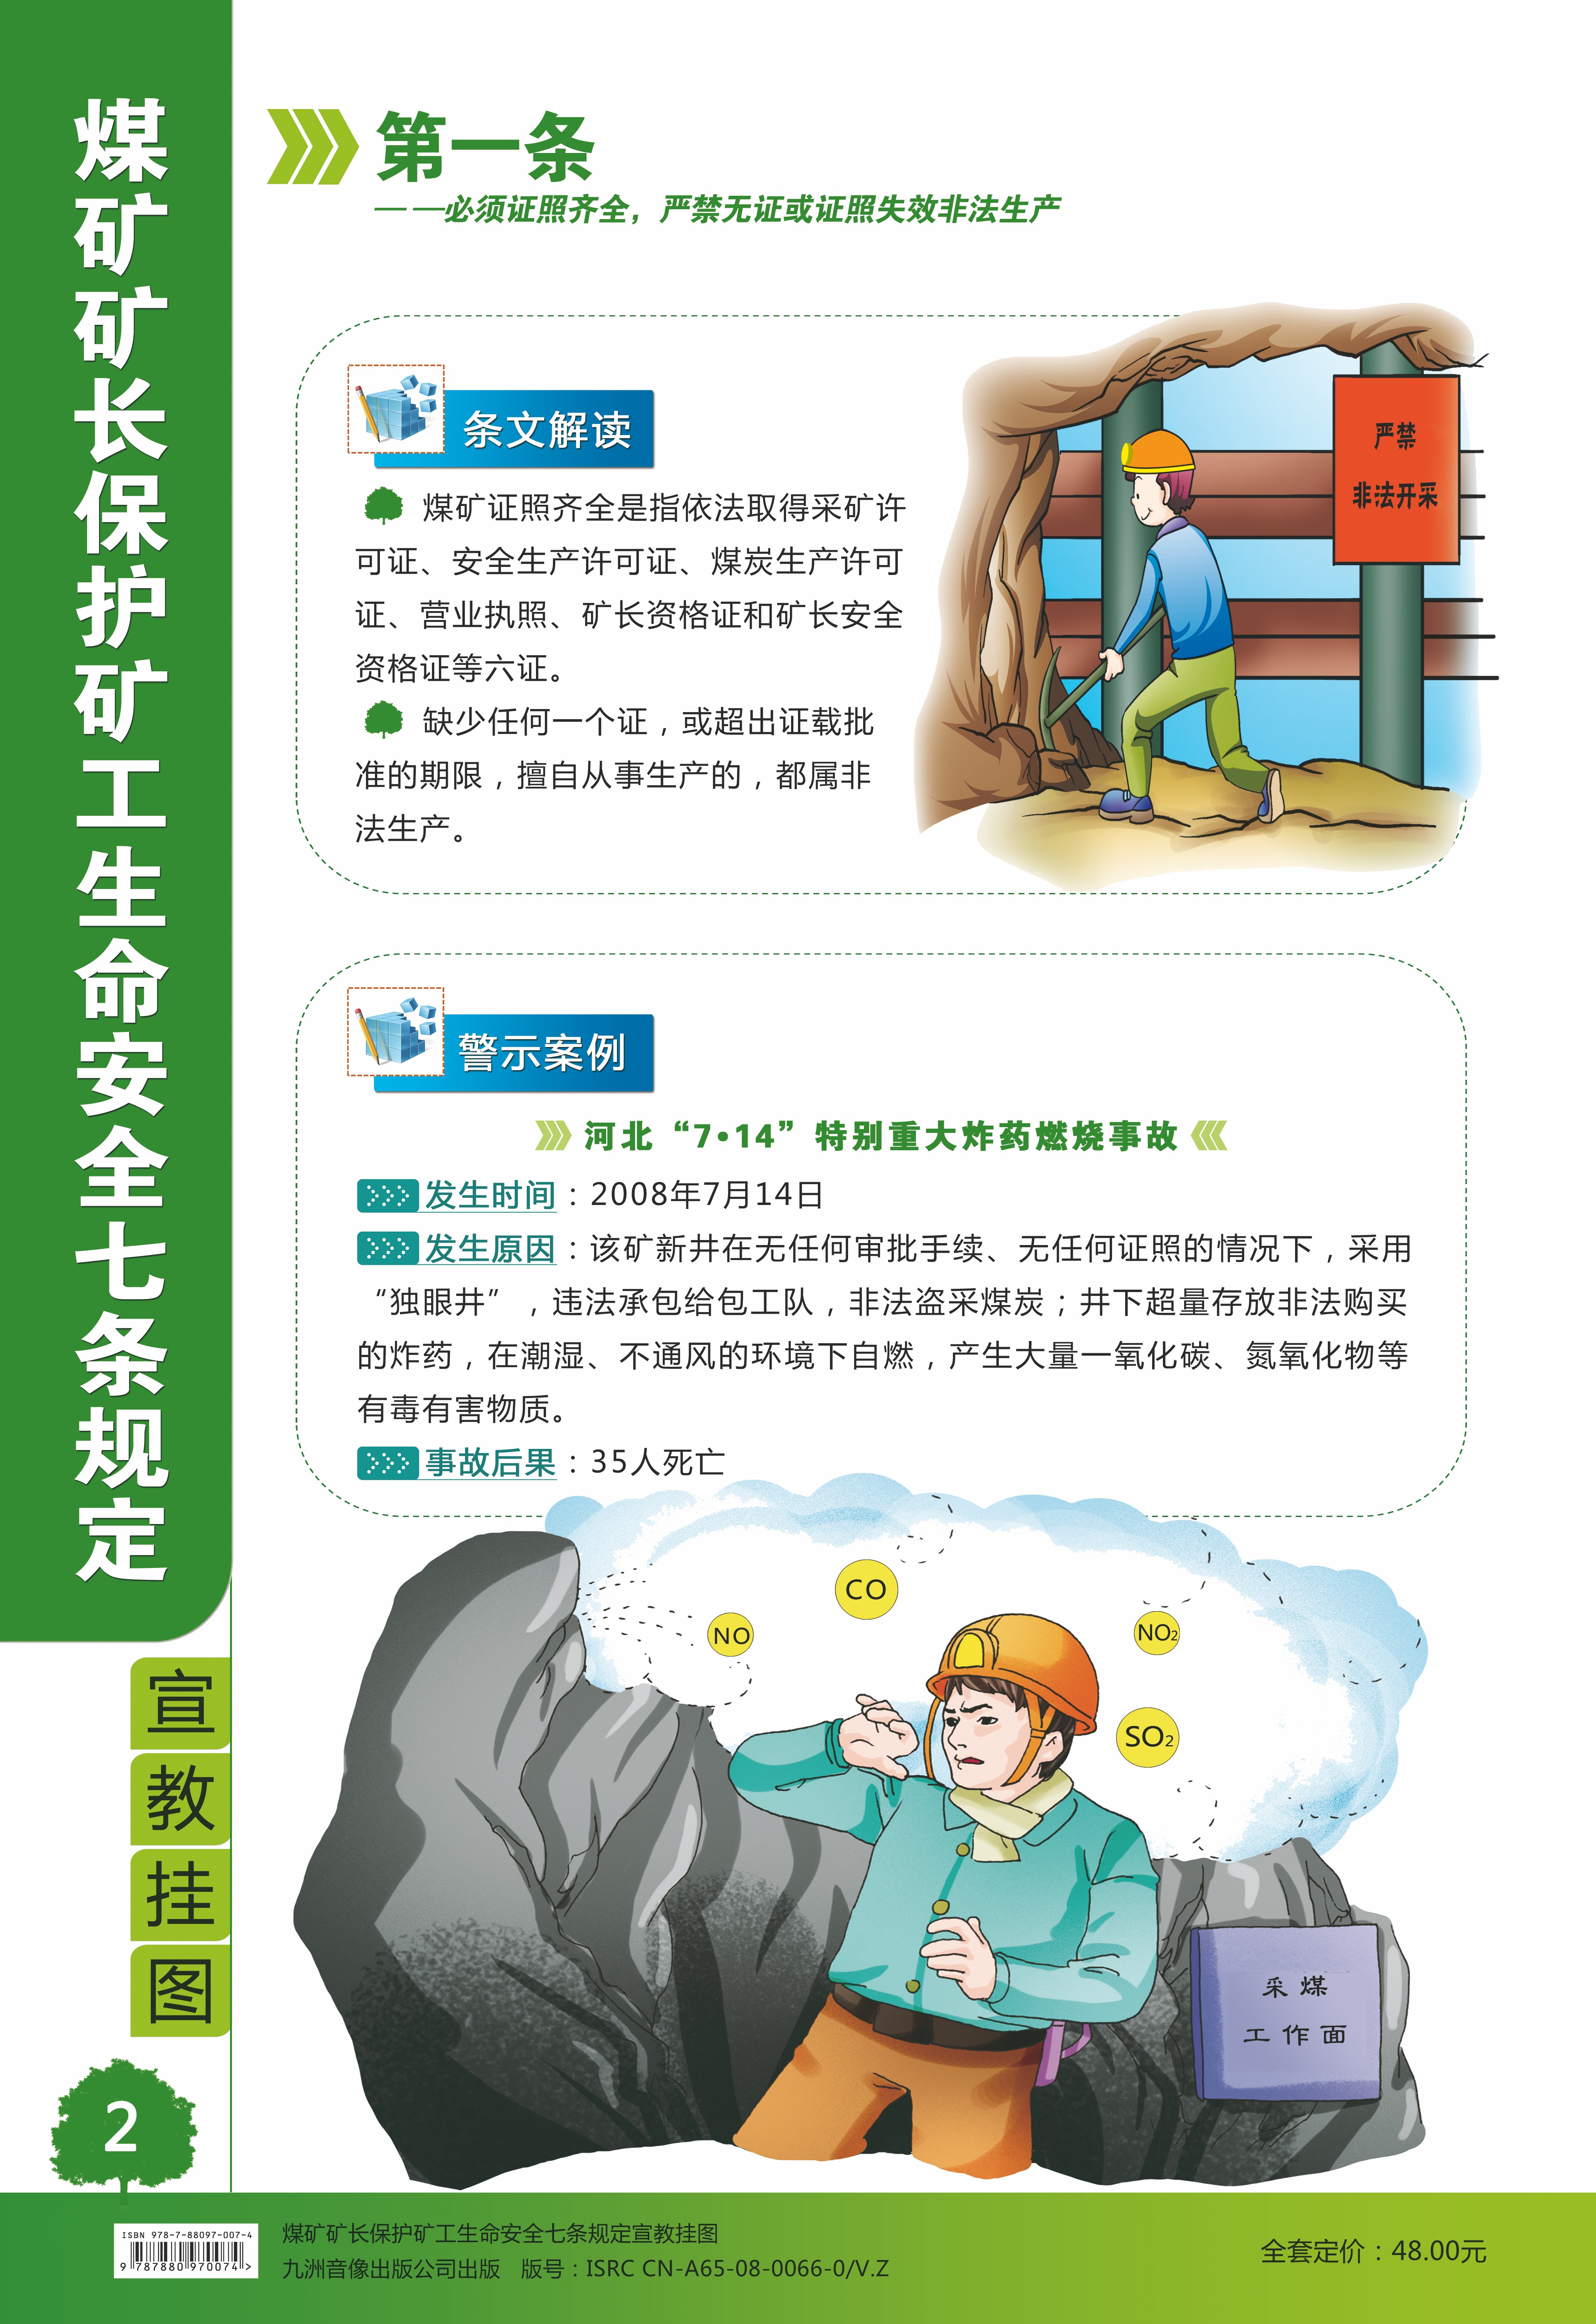 煤矿矿长保护矿工生命安全七条规定
宣教挂图
2
第一条
——必须证照齐全，严禁无证或证照失效非法生产
条文解读
煤矿证照齐全是指依法取得采矿许
可证、安全生产许可证、煤炭生产许可
证、营业执照、矿长资格证和矿长安全
资格证等六证。
缺少任何一个证，或超出证载批
准的期限，擅自从事生产的，都属非
法生产。
严禁
非法开采
警示案例
河北“7•14”特别重大炸药燃烧事故
发生时间：2008年7月14日
发生原因：该矿新井在无任何审批手续、无任何证照的情况下，采用
“独眼井”，违法承包给包工队，非法盗采煤炭；井下超量存放非法购买
的炸药，在潮湿、不通风的环境下自燃，产生大量一氧化碳、氮氧化物等
有毒有害物质。
事故后果：35人死亡
CO
NO
NO2
SO2
采煤
工作面
ISBN 978-7-88097-007-4
9 787880 970074 >
煤矿矿长保护矿工生命安全七条规定宣教挂图
九洲音像出版公司出版 版号：ISRC CN-A65-08-0066-0/V.Z
全套定价：48.00元